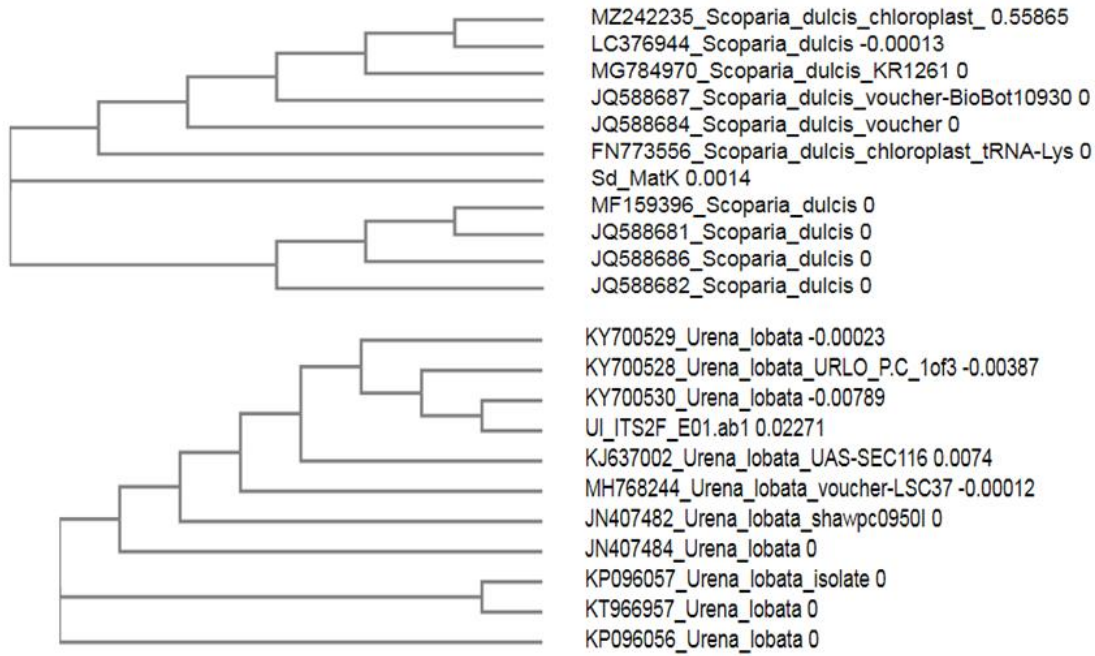 MZ242235_Scoparia_dulcis_chloroplast_ 0.55865
LC376944_Scoparia_dulcis -0.00013
MG784970_Scoparia_dulcis_KR1261 0
JQ588687_Scoparia_dulcis_voucher-BioBot10930 0
JQ588684_Scoparia_dulcis_voucher 0
FN773556_Scoparia_dulcis_chloroplast_tRNA-Lys 0
Sd_MatK 0.0014
MF159396_Scoparia_dulcis 0
JQ588681_Scoparia_dulcis 0
JQ588686_Scoparia_dulcis 0
JQ588682_Scoparia_dulcis 0
KY700529_Urena_lobata -0.00023
KY700528_Urena_lobata_URLO_P.C_1of3 -0.00387
KY700530_Urena_lobata -0.00789
Ul_ITS2F_E01.ab1 0.02271
KJ637002_Urena_lobata_UAS-SEC116 0.0074
MH768244_Urena_lobata_voucher-LSC37 -0.00012
JN407482_Urena_lobata_shawpc0950l 0
JN407484_Urena_lobata 0
KP096057_Urena_lobata_isolate 0
KT966957_Urena_lobata 0
KP096056_Urena_lobata 0